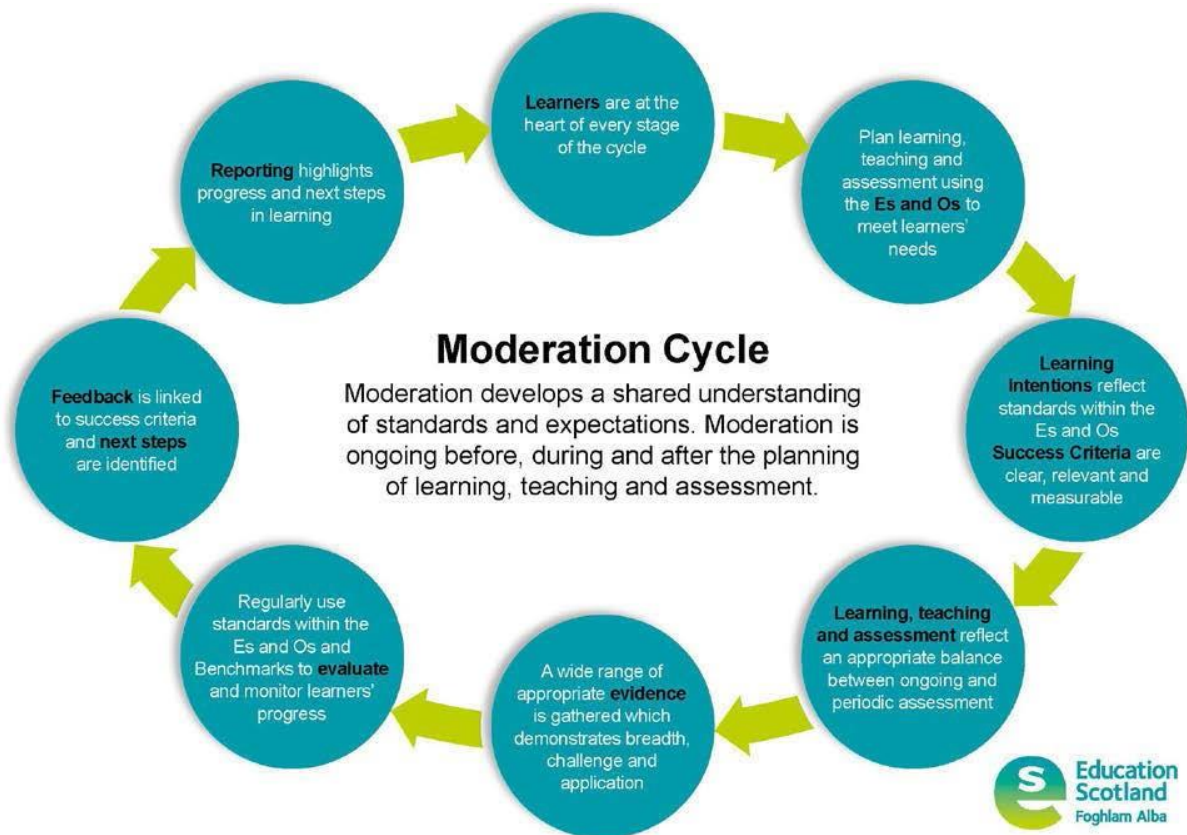 Learners are at the
heart of every stage
of the cycle
Plan learning,
teaching and
assessment using
the Es and Os to
meet learners'
needs
Learning
Intentions reflect
standards within the
Es and Os
Success Criteria are
clear, relevant and
measurable
Learning, teaching
and assessment reflect
an appropriate balance
between ongoing and
periodic assessment
A wide range of
appropriate evidence
is gathered which
demonstrates breadth,
challenge and
application
Regularly use
standards within the
Es and Os and
Benchmarks to evaluate
and monitor learners'
progress
Feedback is linked
to success criteria
and next steps
are identified
Reporting highlights
progress and next steps
in learning
Moderation Cycle
Moderation develops a shared understanding
of standards and expectations. Moderation is
ongoing before, during and after the planning
of learning, teaching and assessment.
Education
Scotland
Foghlam Alba